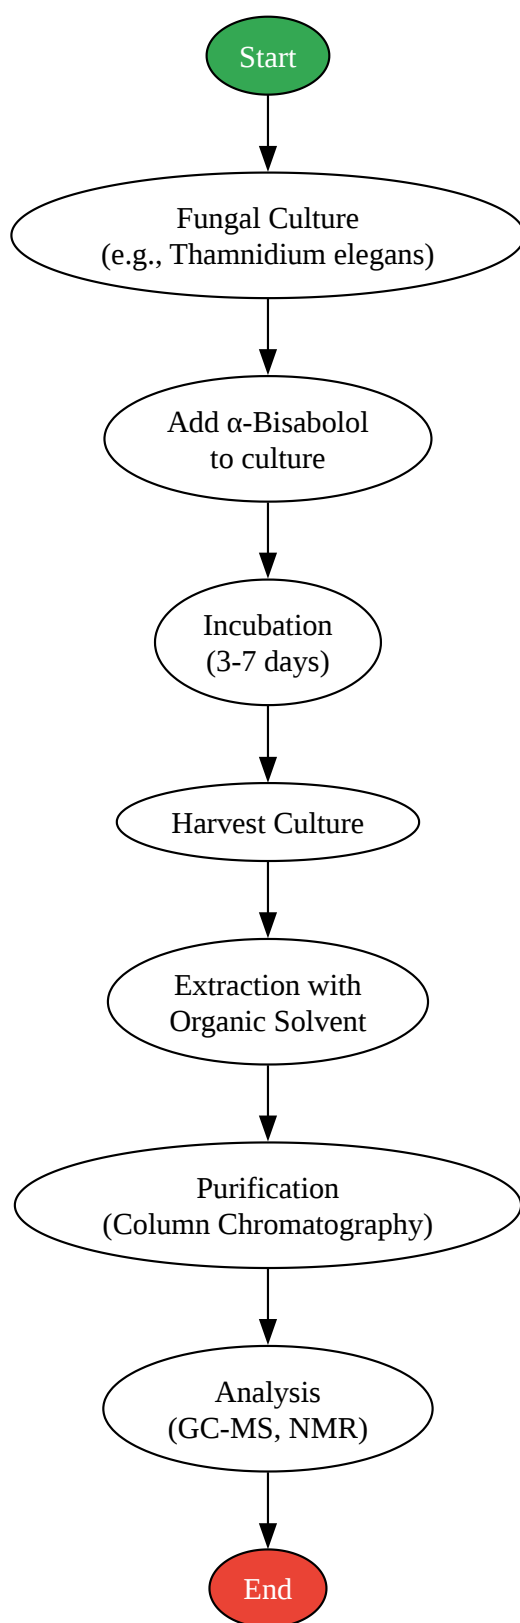 Start
Fungal Culture
(e.g., Thamnidium elegans)
Add α-Bisabolol
to culture
Incubation
(3-7 days)
Harvest Culture
Extraction with
Organic Solvent
Purification
(Column Chromatography)
Analysis
(GC-MS, NMR)
End